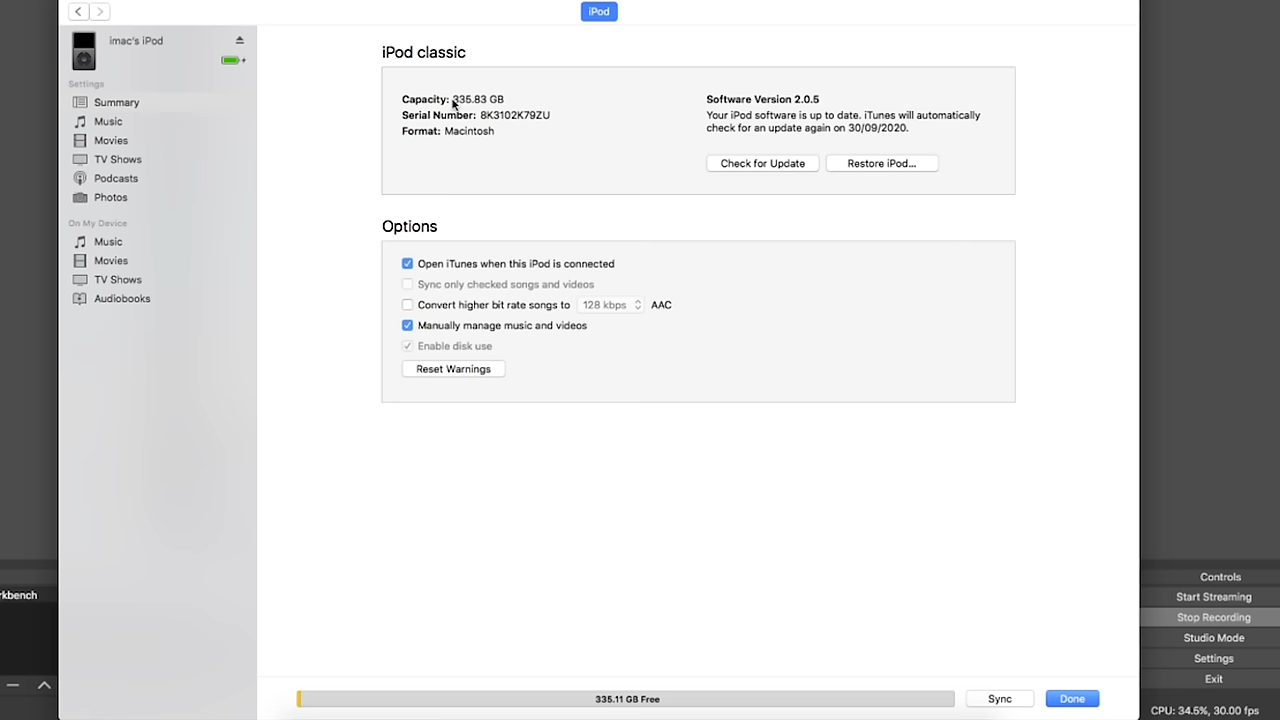 iPod
imac's iPod
Settings
Summary
Music
Movies
TV Shows
Podcasts
Photos
On My Device
Music
Movies
TV Shows
Audiobooks
iPod classic
Capacity: 335.83 GB
Serial Number: 8K3102K79ZU
Format: Macintosh
Software Version 2.0.5
Your iPod software is up to date. iTunes will automatically
check for an update again on 30/09/2020.
Check for Update
Restore iPod...
Options
Open iTunes when this iPod is connected
Sync only checked songs and videos
Convert higher bit rate songs to 128 kbps AAC
Manually manage music and videos
Enable disk use
Reset Warnings
335.11 GB Free
Sync
Done
rkbench
Controls
Start Streaming
Stop Recording
Studio Mode
Settings
Exit
CPU: 34.5%, 30.00 fps